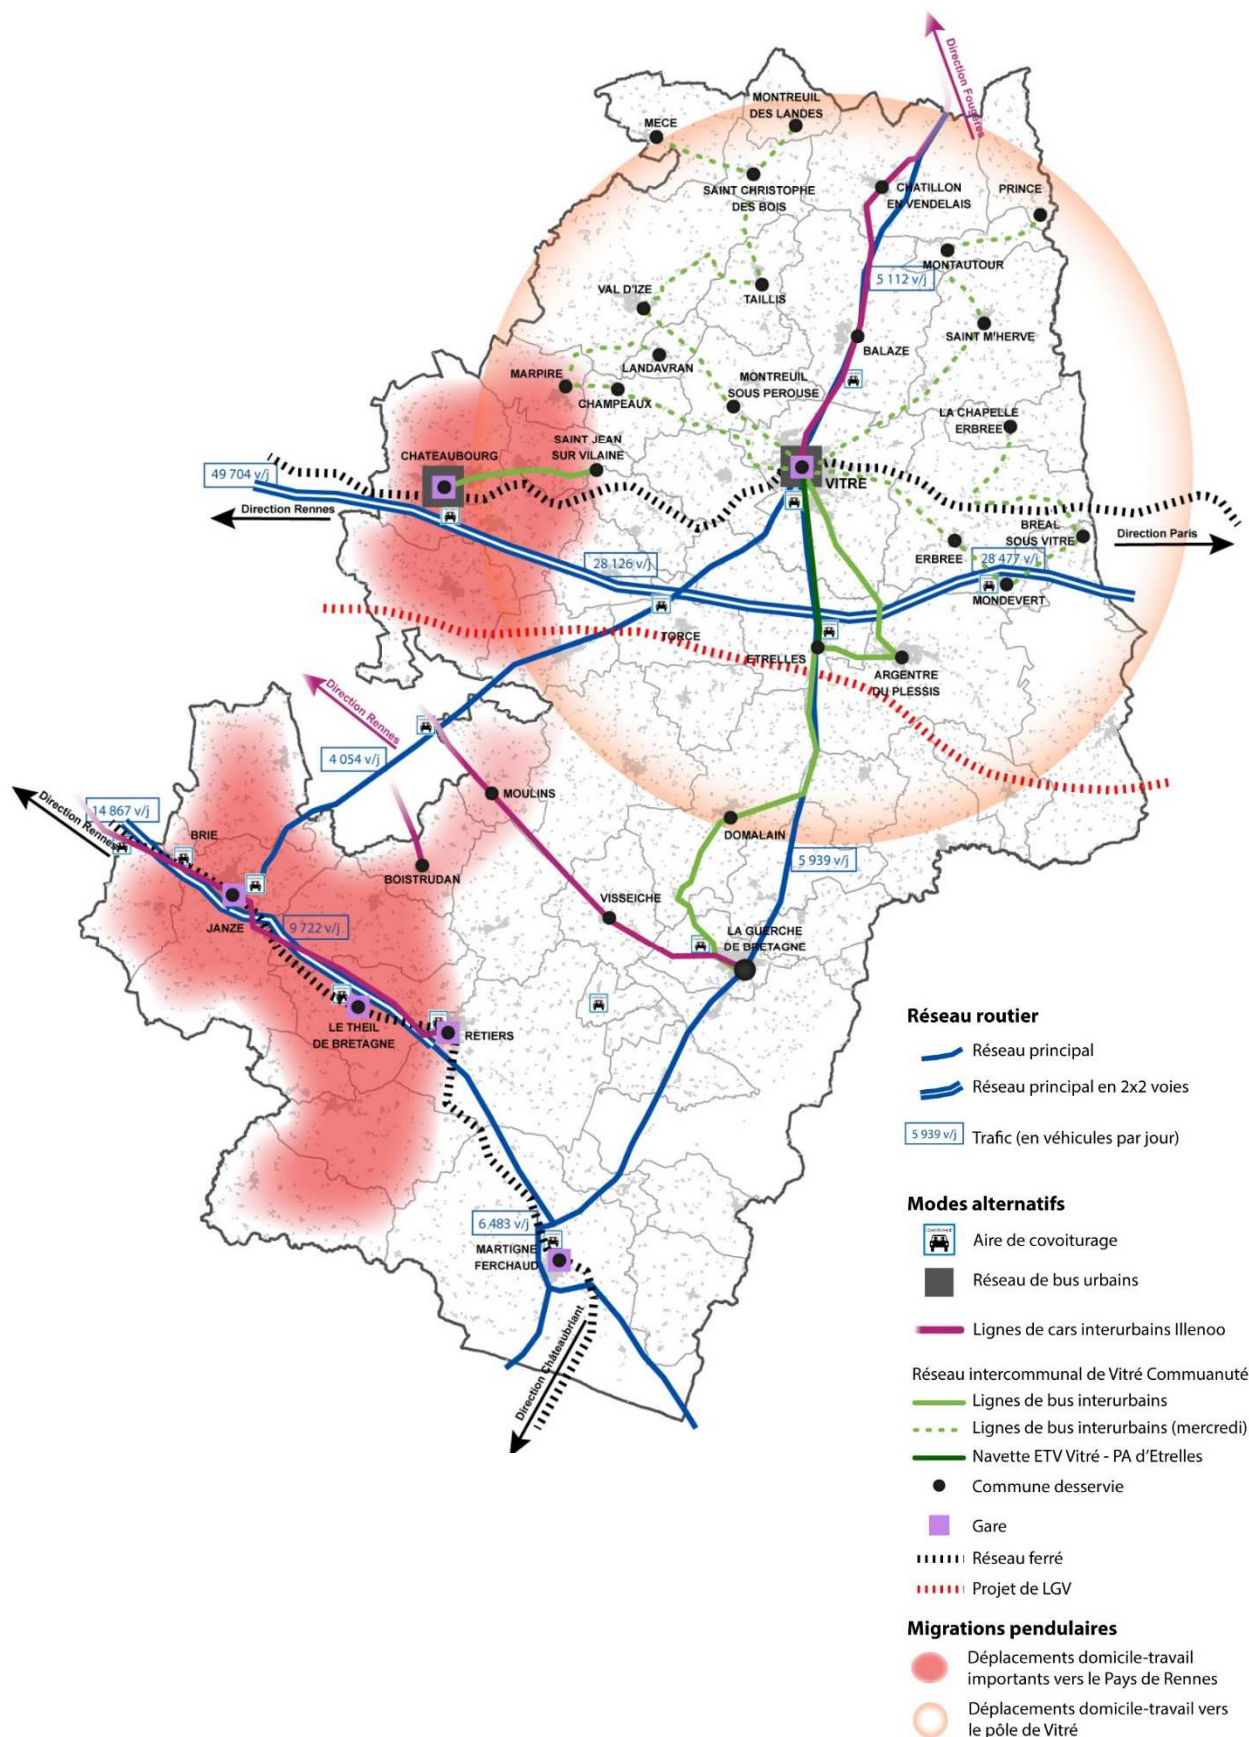 Direction Fougères
MONTREUIL
DES LANDES
MECE
SAINT CHRISTOPHE
DES BOIS
CHATILLON
EN VENDELAIS
PRINCE
MONTAUTOUR
5 112 v/j
VAL D'IZE
TAILLIS
SAINT M'HERVE
BALAZE
LANDAVRAN
MARPIRE
CHAMPEAUX
MONTREUIL
SOUS PEROUSE
LA CHAPELLE
ERBREE
SAINT JEAN
SUR VILAINE
CHATEAUBOURG
49 704 v/j
VITRE
Direction Rennes
BREAL
SOUS VITRE
Direction Paris
ERBREE
28 126 v/j
28 477 v/j
MONDEVERT
TORCE
ETRELLES
ARGENTRE
DU PLESSIS
Direction Rennes
4 054 v/j
MOULINS
14 867 v/j
Direction Rennes
BRIE
DOMALAIN
5 939 v/j
BOISTRUDAN
VISSEICHE
JANZE
9 722 v/j
LA GUERCHE
DE BRETAGNE
LE THEIL
DE BRETAGNE
RETIERS
6 483 v/j
MARTIGNE
FERCHAUD
Direction Châteaubriant
Réseau routier
Réseau principal
Réseau principal en 2x2 voies
5 939 v/j
Trafic (en véhicules par jour)
Modes alternatifs
Aire de covoiturage
Réseau de bus urbains
Lignes de cars interurbains Illenoo
Réseau intercommunal de Vitré Commuanuté
Lignes de bus interurbains
Lignes de bus interurbains (mercredi)
Navette ETV Vitré - PA d'Etrelles
Commune desservie
Gare
Réseau ferré
Projet de LGV
Migrations pendulaires
Déplacements domicile-travail
importants vers le Pays de Rennes
Déplacements domicile-travail vers
le pôle de Vitré